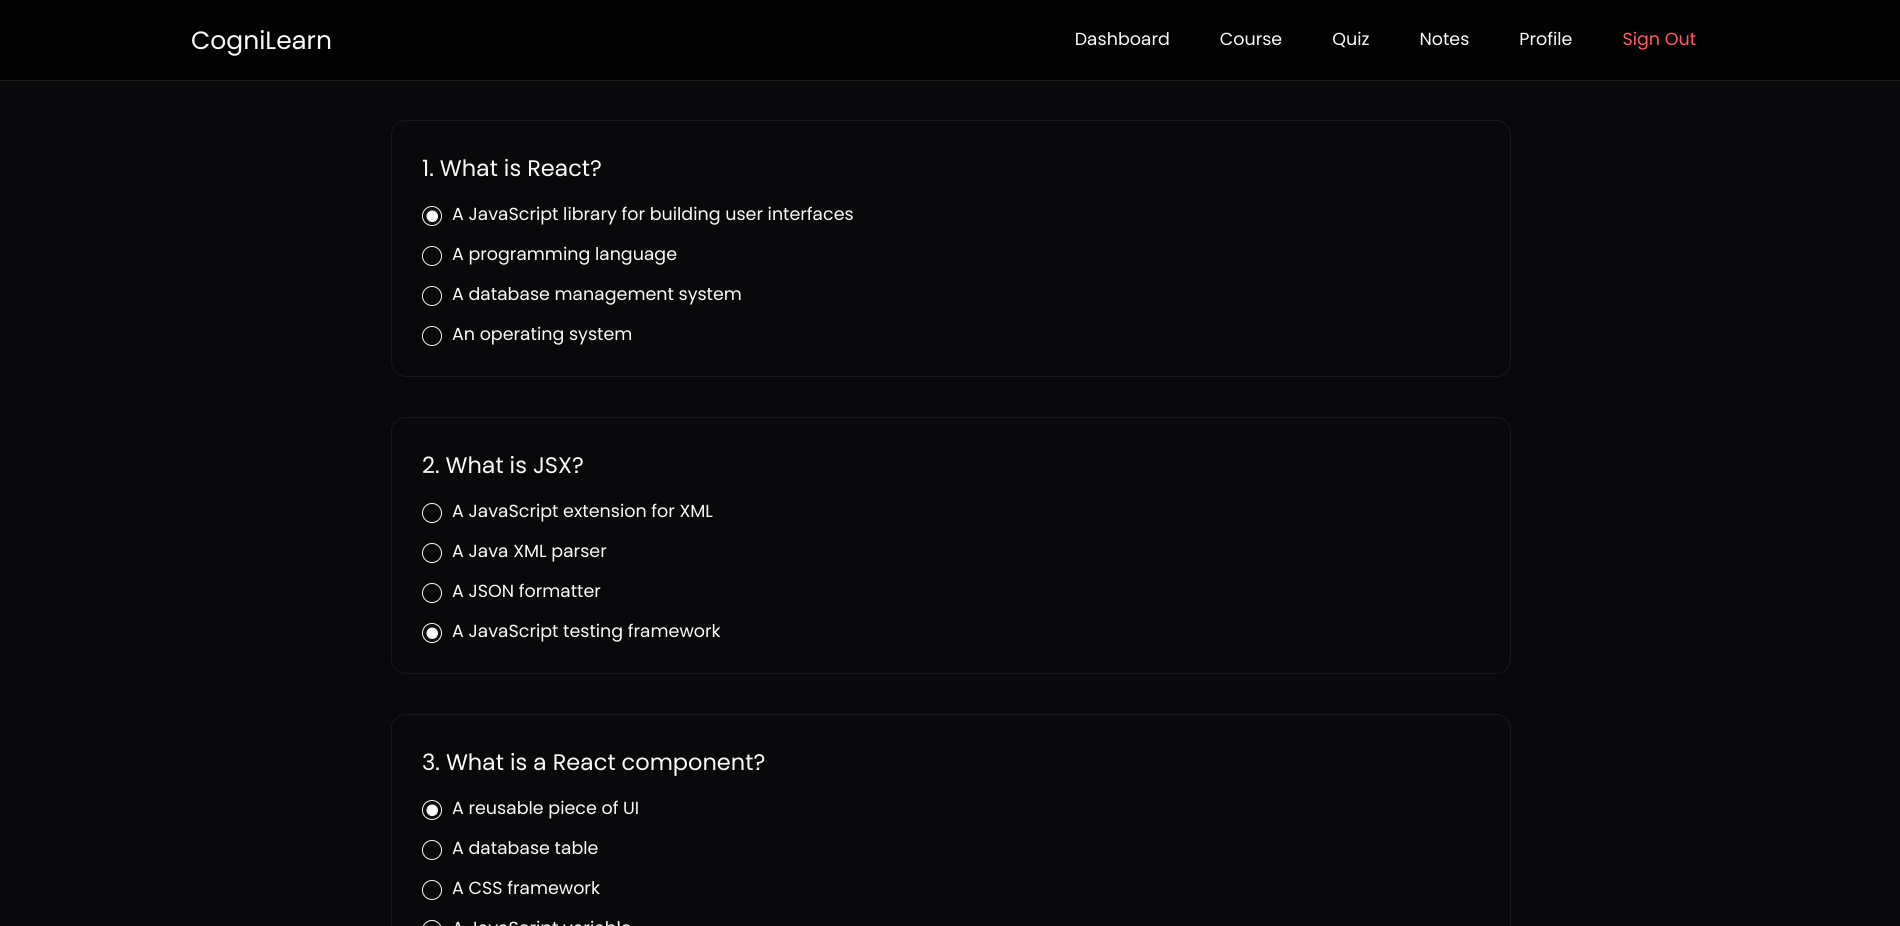 CogniLearn
Dashboard Course Quiz Notes Profile Sign Out
1. What is React?
A JavaScript library for building user interfaces
A programming language
A database management system
An operating system
2. What is JSX?
A JavaScript extension for XML
A Java XML parser
A JSON formatter
A JavaScript testing framework
3. What is a React component?
A reusable piece of UI
A database table
A CSS framework
A JavaScript variable